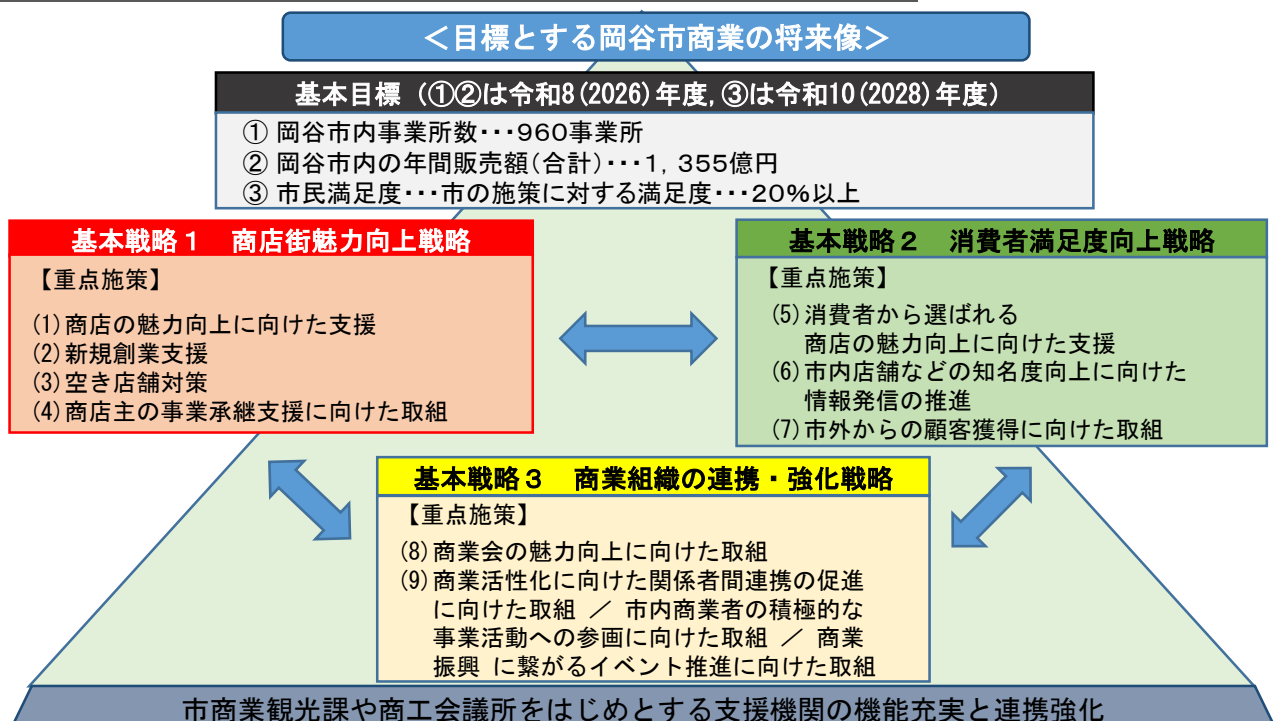 ＜目標とする岡谷市商業の将来像＞
基本目標（①②は令和8(2026)年度，③は令和10(2028)年度）
① 岡谷市内事業所数・・・960事業所
② 岡谷市内の年間販売額(合計)・・・1，355億円
③ 市民満足度・・・市の施策に対する満足度・・・20％以上
基本戦略１　商店街魅力向上戦略
【重点施策】
(1)商店の魅力向上に向けた支援
(2)新規創業支援
(3)空き店舗対策
(4)商店主の事業承継支援に向けた取組
基本戦略２　消費者満足度向上戦略
【重点施策】
(5)消費者から選ばれる
商店の魅力向上に向けた支援
(6)市内店舗などの知名度向上に向けた
情報発信の推進
(7)市外からの顧客獲得に向けた取組
基本戦略３　商業組織の連携・強化戦略
【重点施策】
(8)商業会の魅力向上に向けた取組
(9)商業活性化に向けた関係者間連携の促進
に向けた取組 ／ 市内商業者の積極的な
事業活動への参画に向けた取組 ／ 商業
振興 に繋がるイベント推進に向けた取組
市商業観光課や商工会議所をはじめとする支援機関の機能充実と連携強化